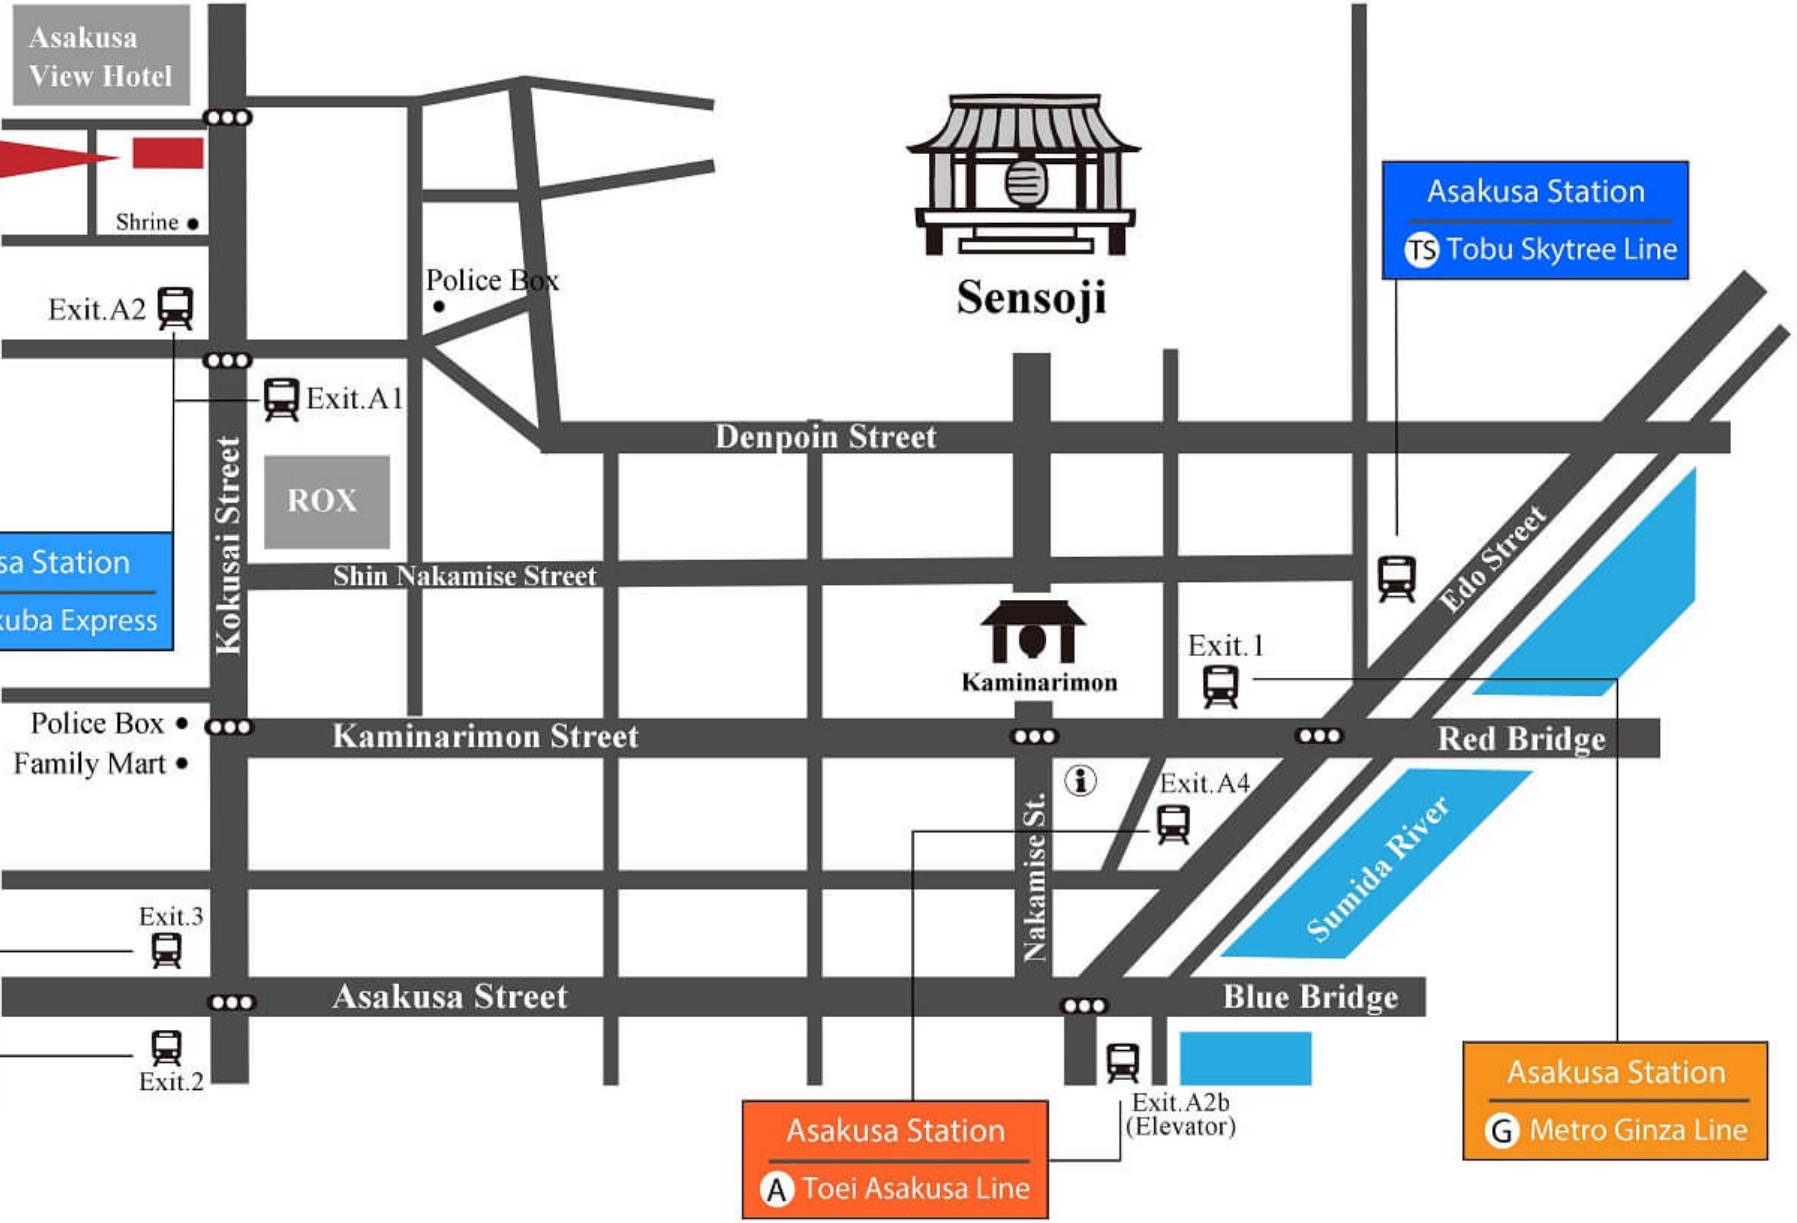 Asakusa
View Hotel
Shrine
Exit.A2
Police Box
Sensoji
Asakusa Station
TS Tobu Skytree Line
Exit.A1
Denpoin Street
ROX
Kokusai Street
sa Station
kuba Express
Shin Nakamise Street
Edo Street
Kaminarimon
Exit.1
Police Box
Family Mart
Kaminarimon Street
Red Bridge
i
Exit.A4
Nakamise St.
Sumida River
Exit.3
Asakusa Street
Blue Bridge
Exit.2
Exit.A2b
(Elevator)
Asakusa Station
A Toei Asakusa Line
Asakusa Station
G Metro Ginza Line